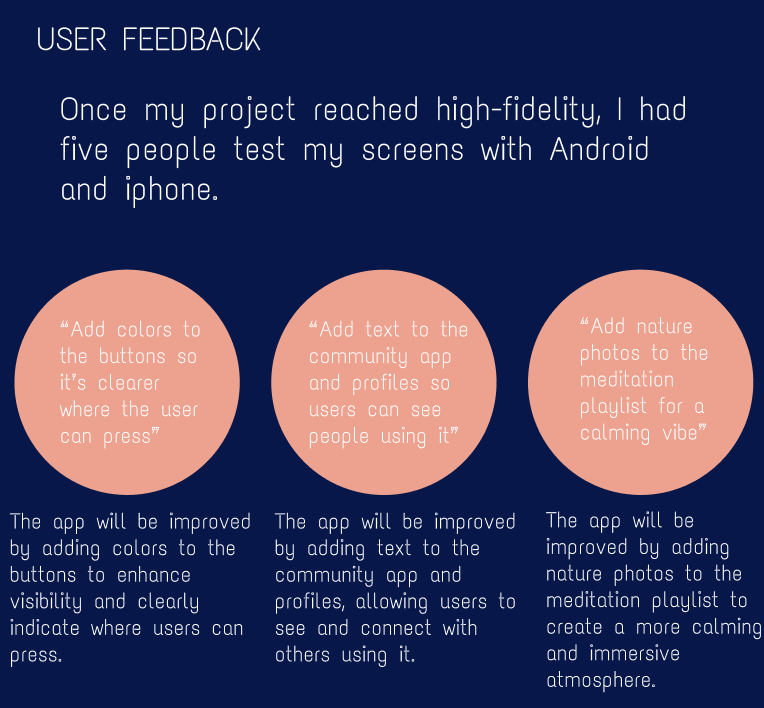 USER FEEDBACK
Once my project reached high-fidelity, I had
five people test my screens with Android
and iphone.
“Add colors to
the buttons so
it’s clearer
where the user
can press”
“Add text to the
community app
and profiles so
users can see
people using it”
“Add nature
photos to the
meditation
playlist for a
calming vibe”
The app will be improved
by adding colors to the
buttons to enhance
visibility and clearly
indicate where users can
press.
The app will be improved
by adding text to the
community app and
profiles, allowing users to
see and connect with
others using it.
The app will be
improved by adding
nature photos to the
meditation playlist to
create a more calming
and immersive
atmosphere.